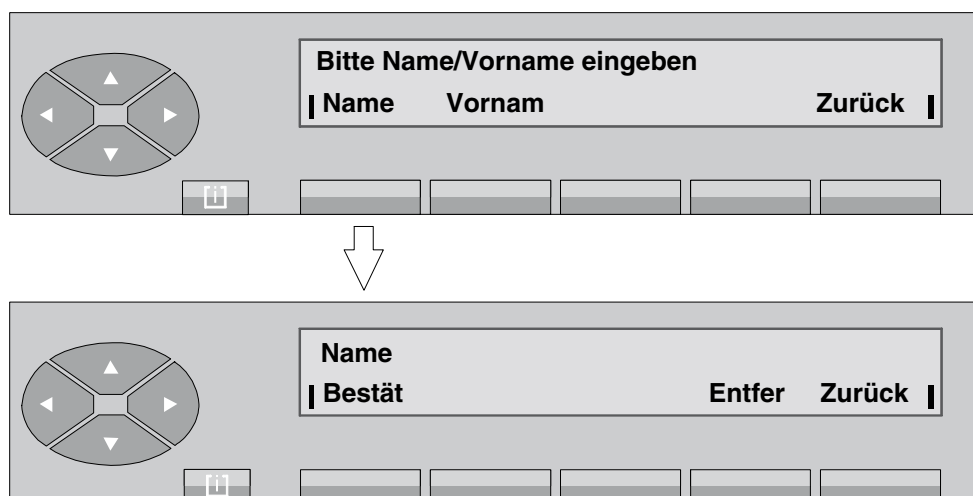 Bitte Name/Vorname eingeben
Name Vornam Zurück
[i]
Name
Bestät Entfer Zurück
[i]